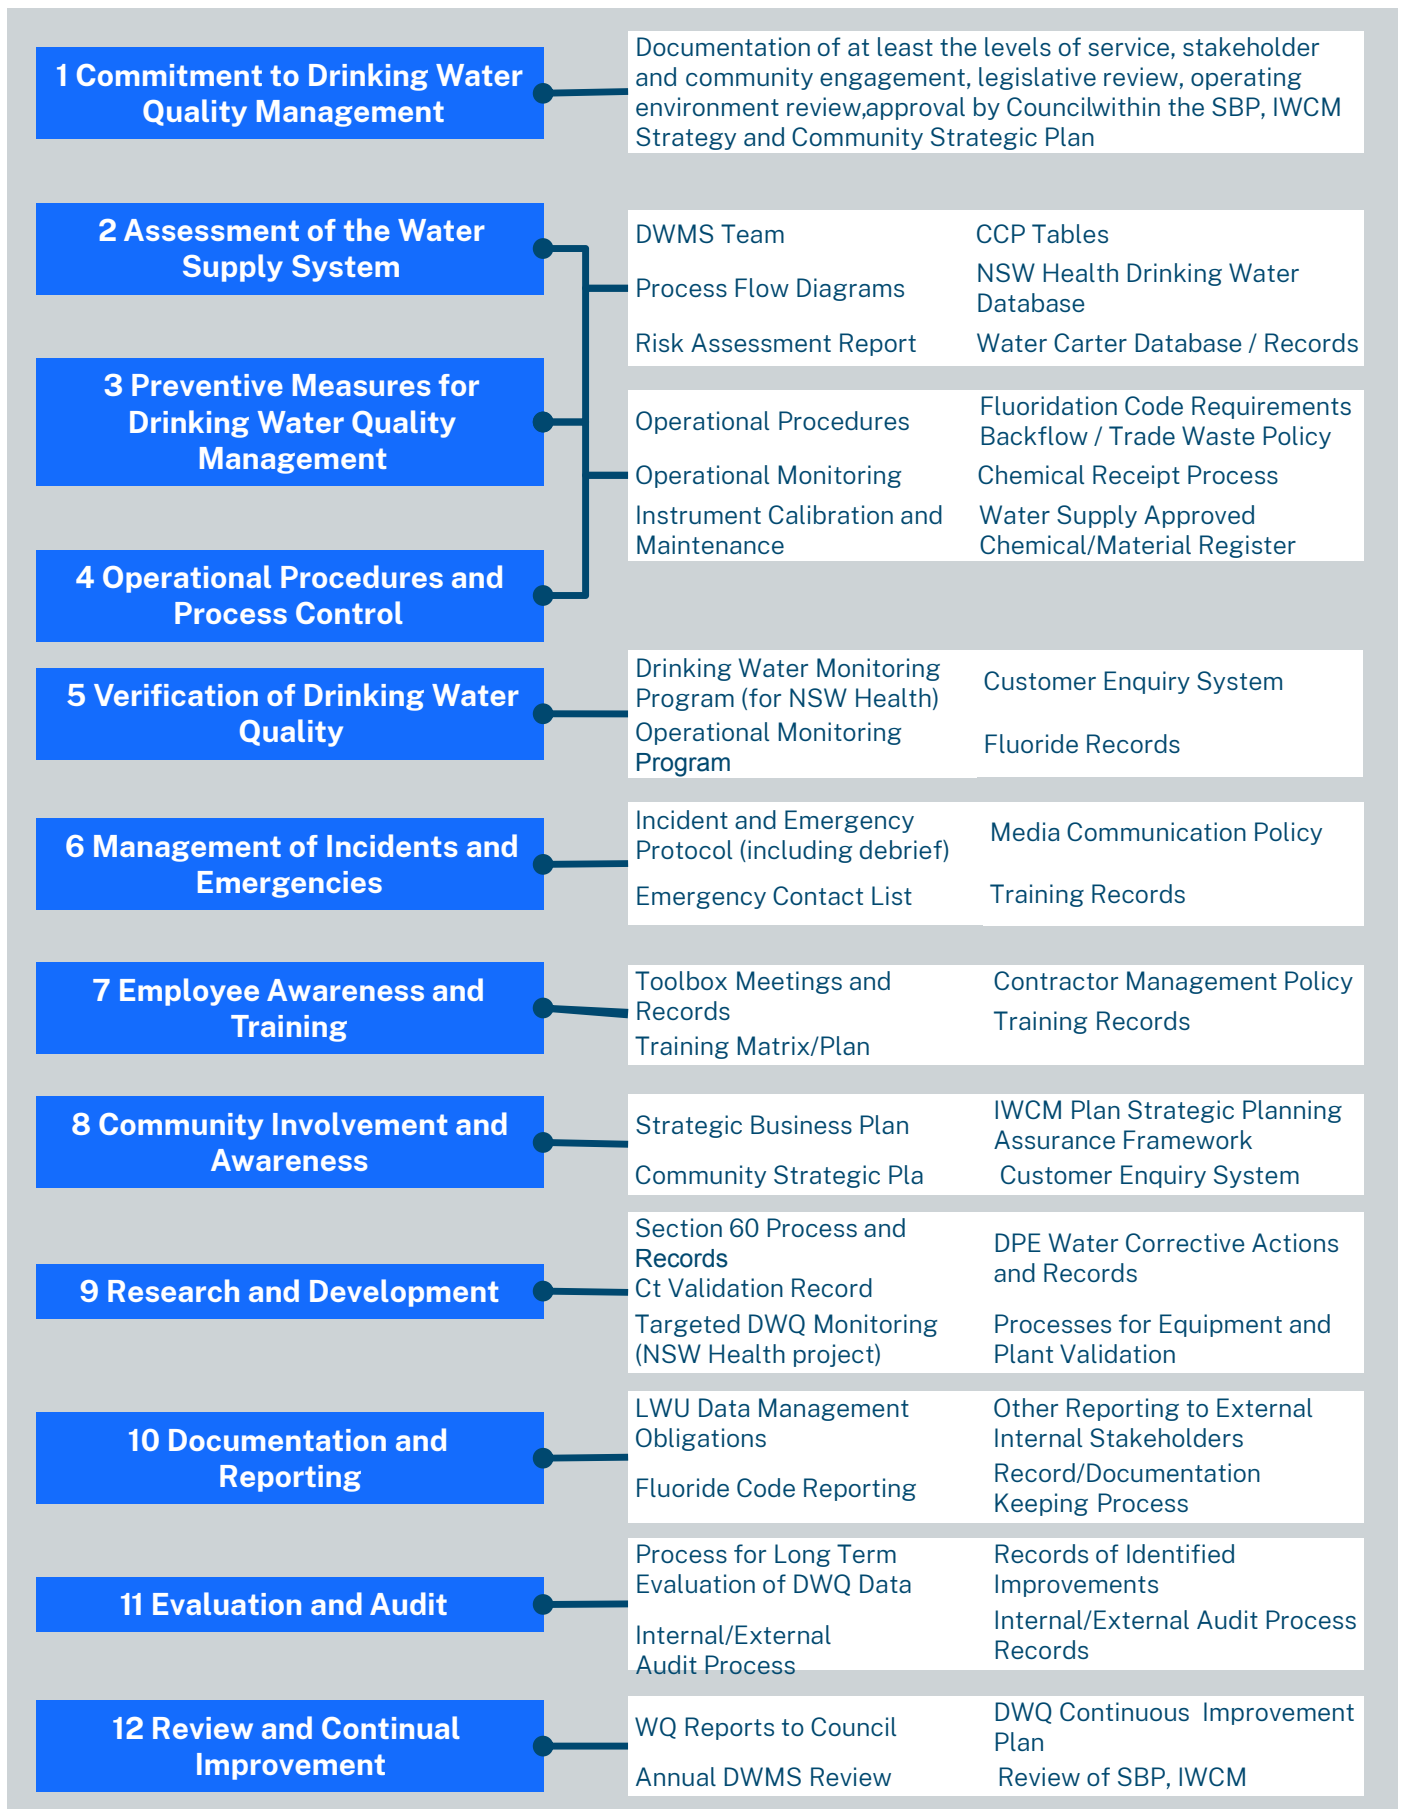 1 Commitment to Drinking Water
Quality Management
Documentation of at least the levels of service, stakeholder
and community engagement, legislative review, operating
environment review,approval by Councilwithin the SBP, IWCM
Strategy and Community Strategic Plan
2 Assessment of the Water
Supply System
3 Preventive Measures for
Drinking Water Quality
Management
4 Operational Procedures and
Process Control
DWMS Team
CCP Tables
Process Flow Diagrams
NSW Health Drinking Water
Database
Risk Assessment Report
Water Carter Database / Records
Operational Procedures
Fluoridation Code Requirements
Backflow / Trade Waste Policy
Operational Monitoring
Chemical Receipt Process
Instrument Calibration and
Maintenance
Water Supply Approved
Chemical/Material Register
5 Verification of Drinking Water
Quality
Drinking Water Monitoring
Program (for NSW Health)
Customer Enquiry System
Operational Monitoring
Program
Fluoride Records
6 Management of Incidents and
Emergencies
Incident and Emergency
Protocol (including debrief)
Media Communication Policy
Emergency Contact List
Training Records
7 Employee Awareness and
Training
Toolbox Meetings and
Records
Contractor Management Policy
Training Matrix/Plan
Training Records
8 Community Involvement and
Awareness
Strategic Business Plan
IWCM Plan Strategic Planning
Assurance Framework
Community Strategic Pla
Customer Enquiry System
9 Research and Development
Section 60 Process and
Records
Ct Validation Record
DPE Water Corrective Actions
and Records
Targeted DWQ Monitoring
(NSW Health project)
Processes for Equipment and
Plant Validation
10 Documentation and
Reporting
LWU Data Management
Obligations
Other Reporting to External
Internal Stakeholders
Fluoride Code Reporting
Record/Documentation
Keeping Process
11 Evaluation and Audit
Process for Long Term
Evaluation of DWQ Data
Records of Identified
Improvements
Internal/External
Audit Process
Internal/External Audit Process
Records
12 Review and Continual
Improvement
WQ Reports to Council
DWQ Continuous Improvement
Plan
Annual DWMS Review
Review of SBP, IWCM